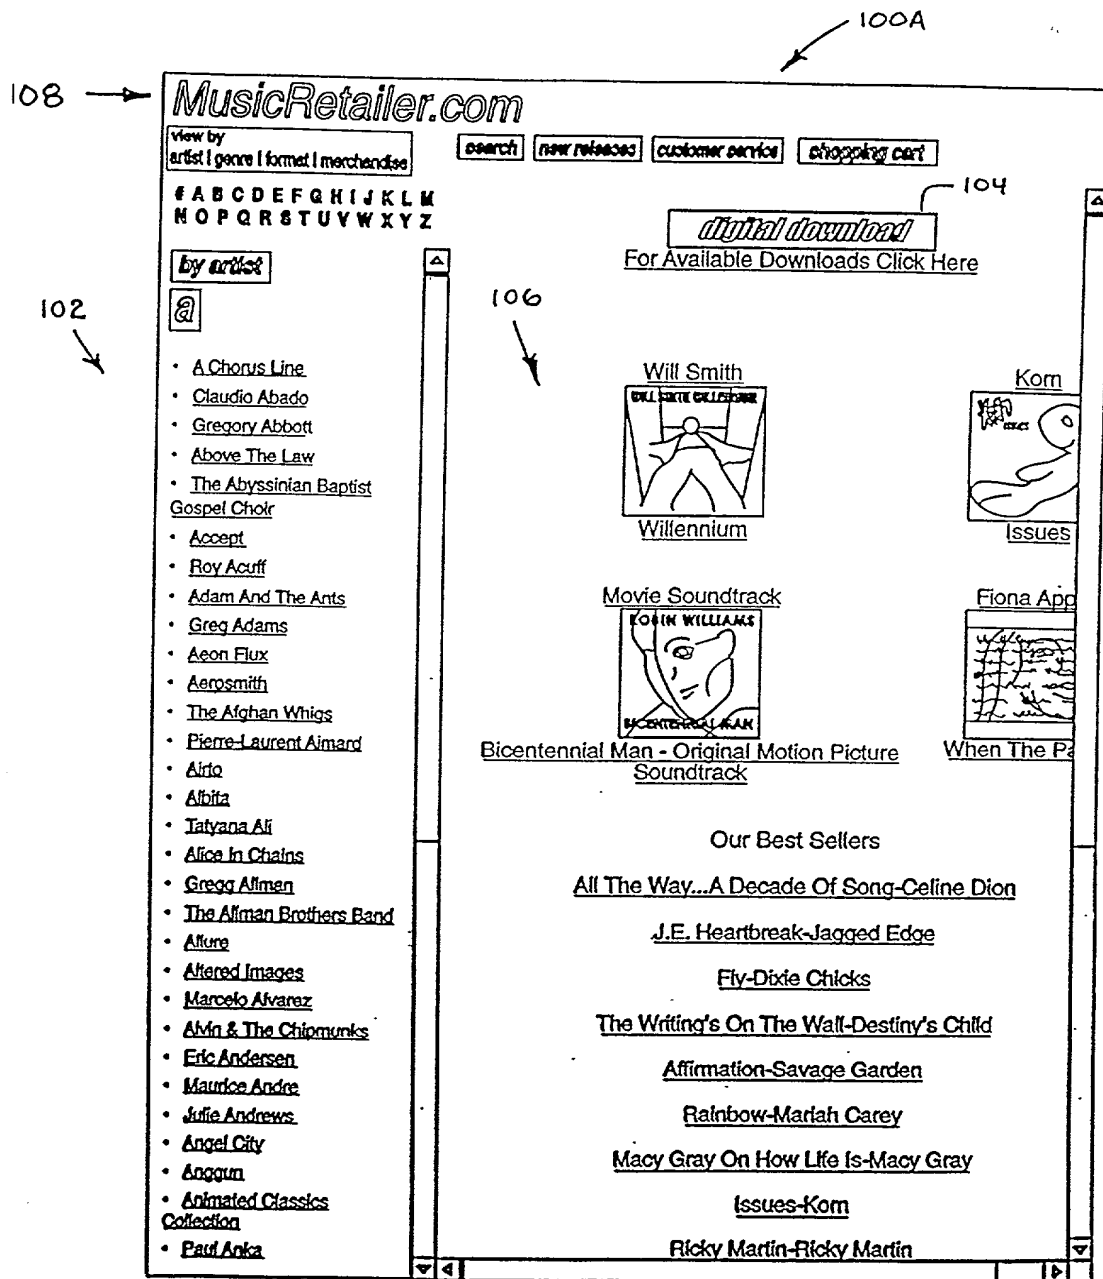 100A
108
MusicRetailer.com
view by
artist | genre | format | merchandise
search new releases customer service shopping cart
# A B C D E F G H I J K L M
N O P Q R S T U V W X Y Z
104
digital download
For Available Downloads Click Here
by artist
a
102
106
A Chorus Line
Claudio Abado
Gregory Abbott
Above The Law
The Abyssinian Baptist
Gospel Choir
Accept
Roy Acuff
Adam And The Ants
Greg Adams
Aeon Flux
Aerosmith
The Afghan Whigs
Pierre-Laurent Aimard
Airto
Albita
Tatyana Ali
Alice In Chains
Gregg Allman
The Allman Brothers Band
Allure
Altered Images
Marcelo Alvarez
Alvin & The Chipmunks
Eric Andersen
Maurice Andre
Julie Andrews
Angel City
Anggun
Animated Classics
Collection
Paul Anka
Will Smith
Willennium
Korn
ISSUES
Issues
Movie Soundtrack
ROBIN WILLIAMS
BICENTENNIAL MAN
Bicentennial Man - Original Motion Picture
Soundtrack
Fiona App
When The Pa
Our Best Sellers
All The Way...A Decade Of Song-Celine Dion
J.E. Heartbreak-Jagged Edge
Fly-Dixie Chicks
The Writing's On The Wall-Destiny's Child
Affirmation-Savage Garden
Rainbow-Mariah Carey
Macy Gray On How Life Is-Macy Gray
Issues-Korn
Ricky Martin-Ricky Martin